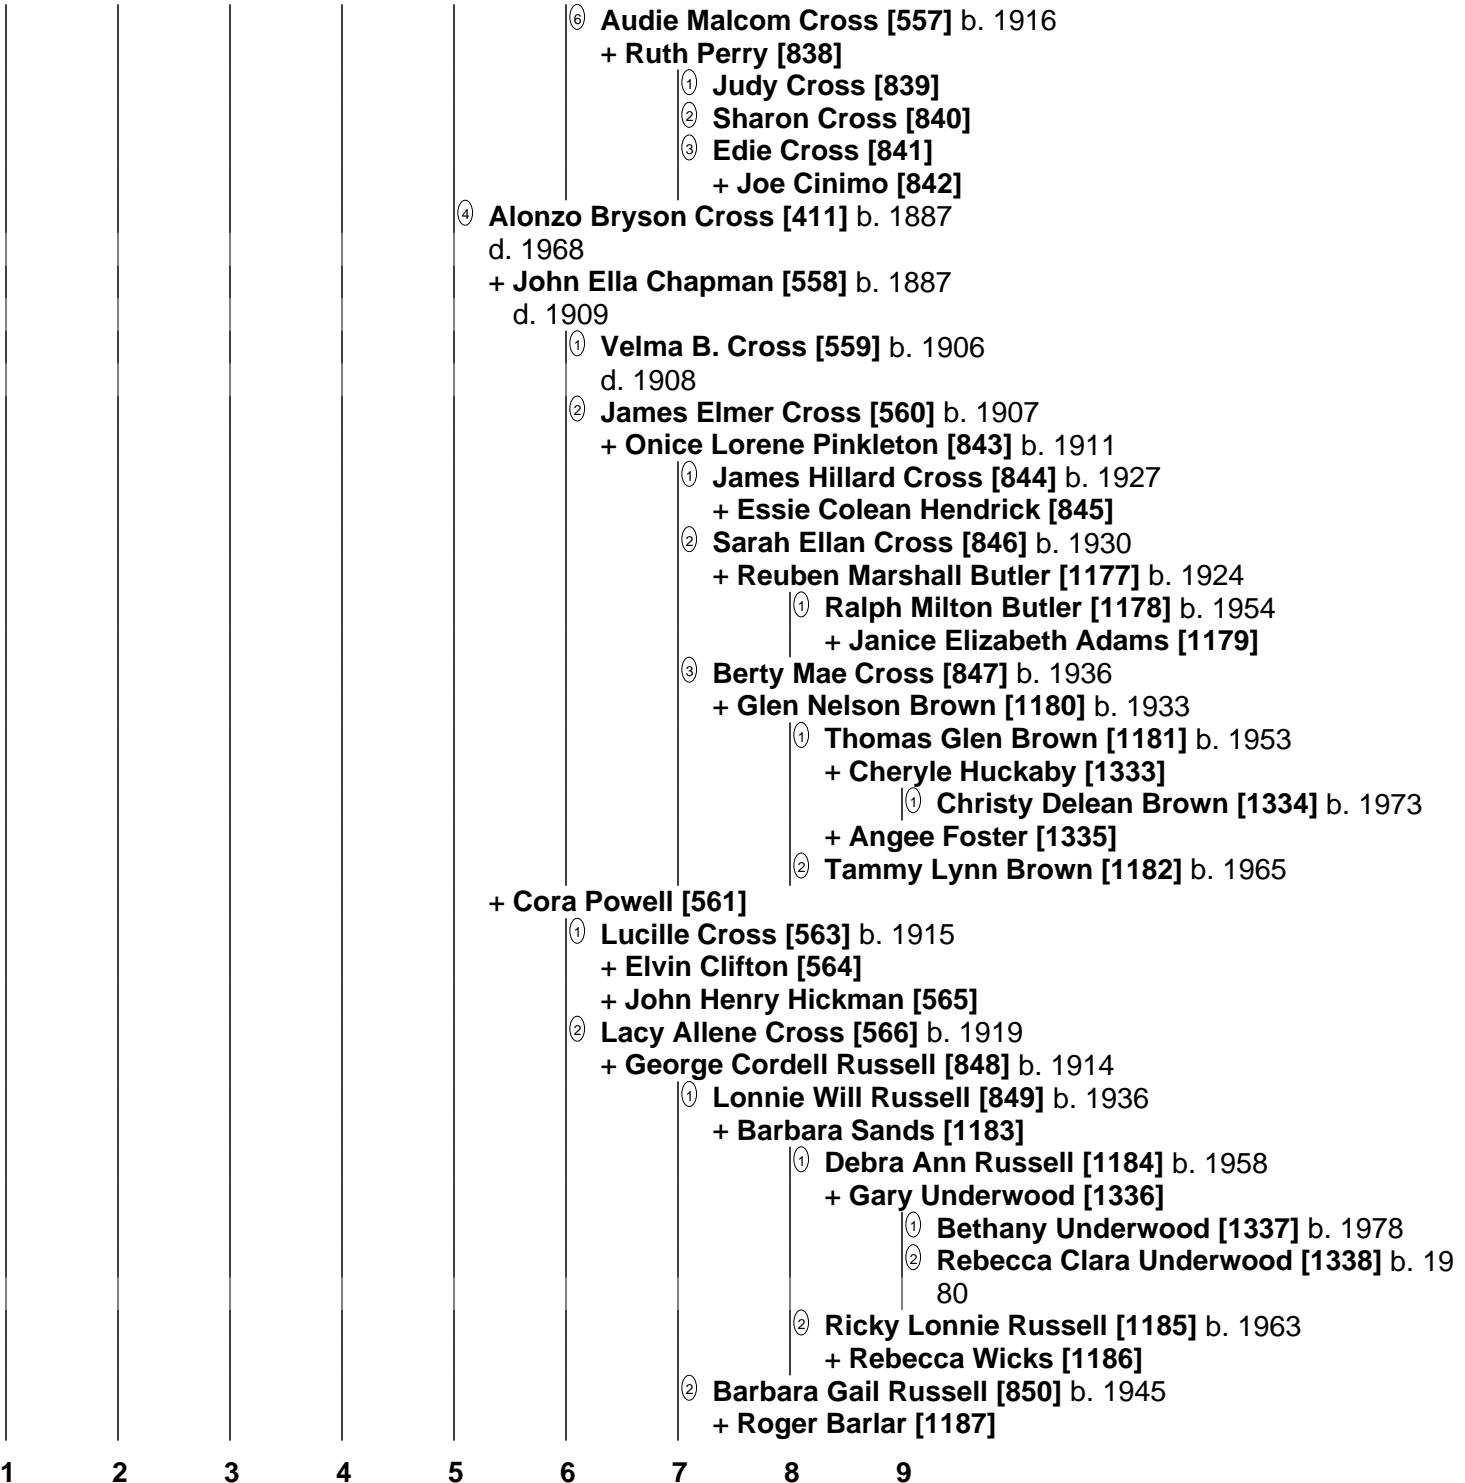 6 Audie Malcom Cross [557] b. 1916
+ Ruth Perry [838]
1 Judy Cross [839]
2 Sharon Cross [840]
3 Edie Cross [841]
+ Joe Cinimo [842]
4 Alonzo Bryson Cross [411] b. 1887
d. 1968
+ John Ella Chapman [558] b. 1887
d. 1909
1 Velma B. Cross [559] b. 1906
d. 1908
2 James Elmer Cross [560] b. 1907
+ Onice Lorene Pinkleton [843] b. 1911
1 James Hillard Cross [844] b. 1927
+ Essie Colean Hendrick [845]
2 Sarah Ellan Cross [846] b. 1930
+ Reuben Marshall Butler [1177] b. 1924
1 Ralph Milton Butler [1178] b. 1954
+ Janice Elizabeth Adams [1179]
3 Berty Mae Cross [847] b. 1936
+ Glen Nelson Brown [1180] b. 1933
1 Thomas Glen Brown [1181] b. 1953
+ Cheryle Huckaby [1333]
1 Christy Delean Brown [1334] b. 1973
+ Angee Foster [1335]
2 Tammy Lynn Brown [1182] b. 1965
+ Cora Powell [561]
1 Lucille Cross [563] b. 1915
+ Elvin Clifton [564]
+ John Henry Hickman [565]
2 Lacy Allene Cross [566] b. 1919
+ George Cordell Russell [848] b. 1914
1 Lonnie Will Russell [849] b. 1936
+ Barbara Sands [1183]
1 Debra Ann Russell [1184] b. 1958
+ Gary Underwood [1336]
1 Bethany Underwood [1337] b. 1978
2 Rebecca Clara Underwood [1338] b. 19
80
2 Ricky Lonnie Russell [1185] b. 1963
+ Rebecca Wicks [1186]
2 Barbara Gail Russell [850] b. 1945
+ Roger Barlar [1187]
1 2 3 4 5 6 7 8 9